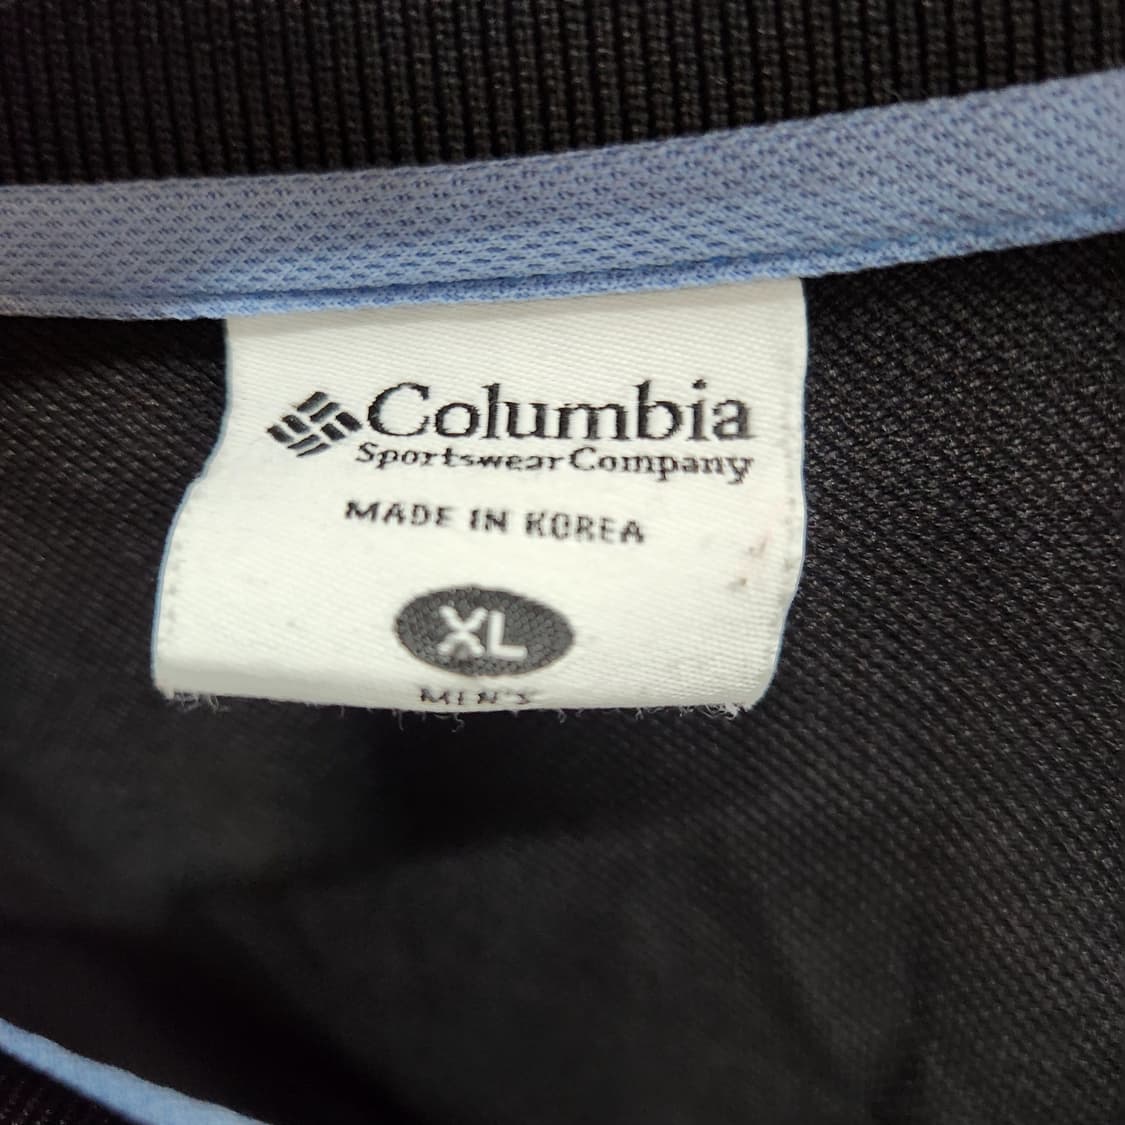 Columbia
Sportswear Company
MADE IN KOREA
XL
MEN'S